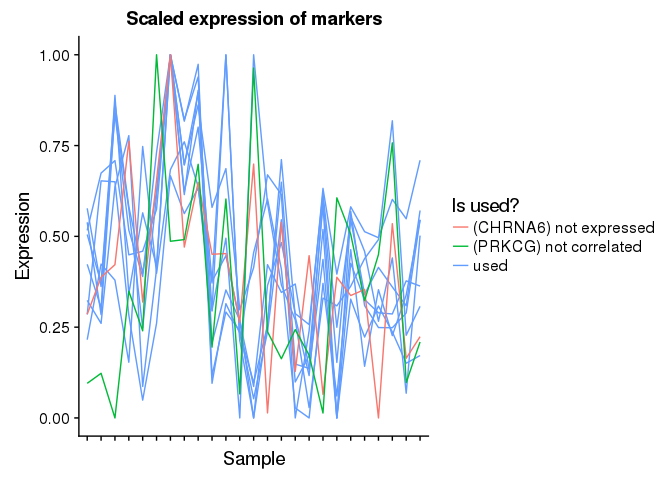 Scaled expression of markers
1.00
0.75
0.50
0.25
0.00
Expression
Sample
Is used?
(CHRNA6) not expressed
(PRKCG) not correlated
used